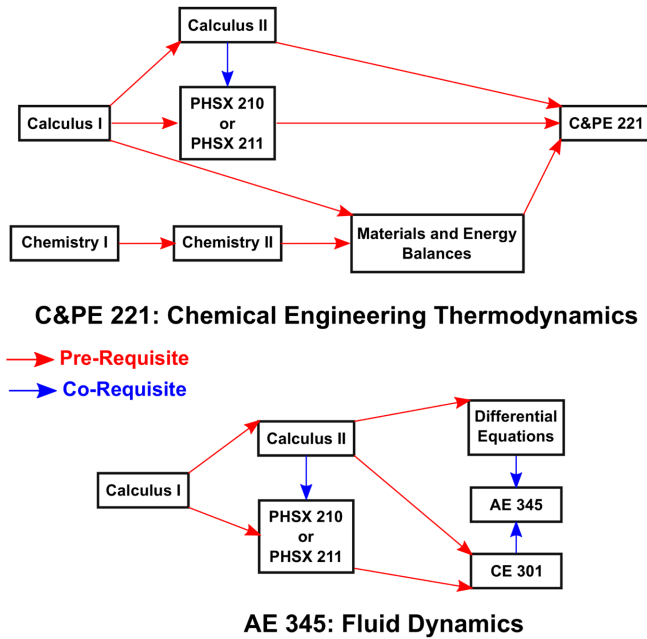 Calculus II
Calculus I
PHSX 210
or
PHSX 211
C&PE 221
Chemistry I
Chemistry II
Materials and Energy
Balances
C&PE 221: Chemical Engineering Thermodynamics
Pre-Requisite
Co-Requisite
Calculus II
Differential
Equations
Calculus I
PHSX 210
or
PHSX 211
AE 345
CE 301
AE 345: Fluid Dynamics